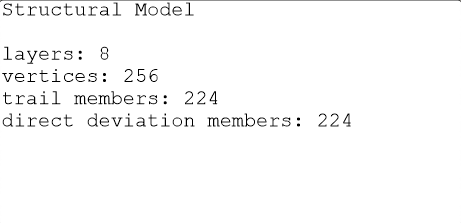 Structural Model
layers: 8
vertices: 256
trail members: 224
direct deviation members: 224